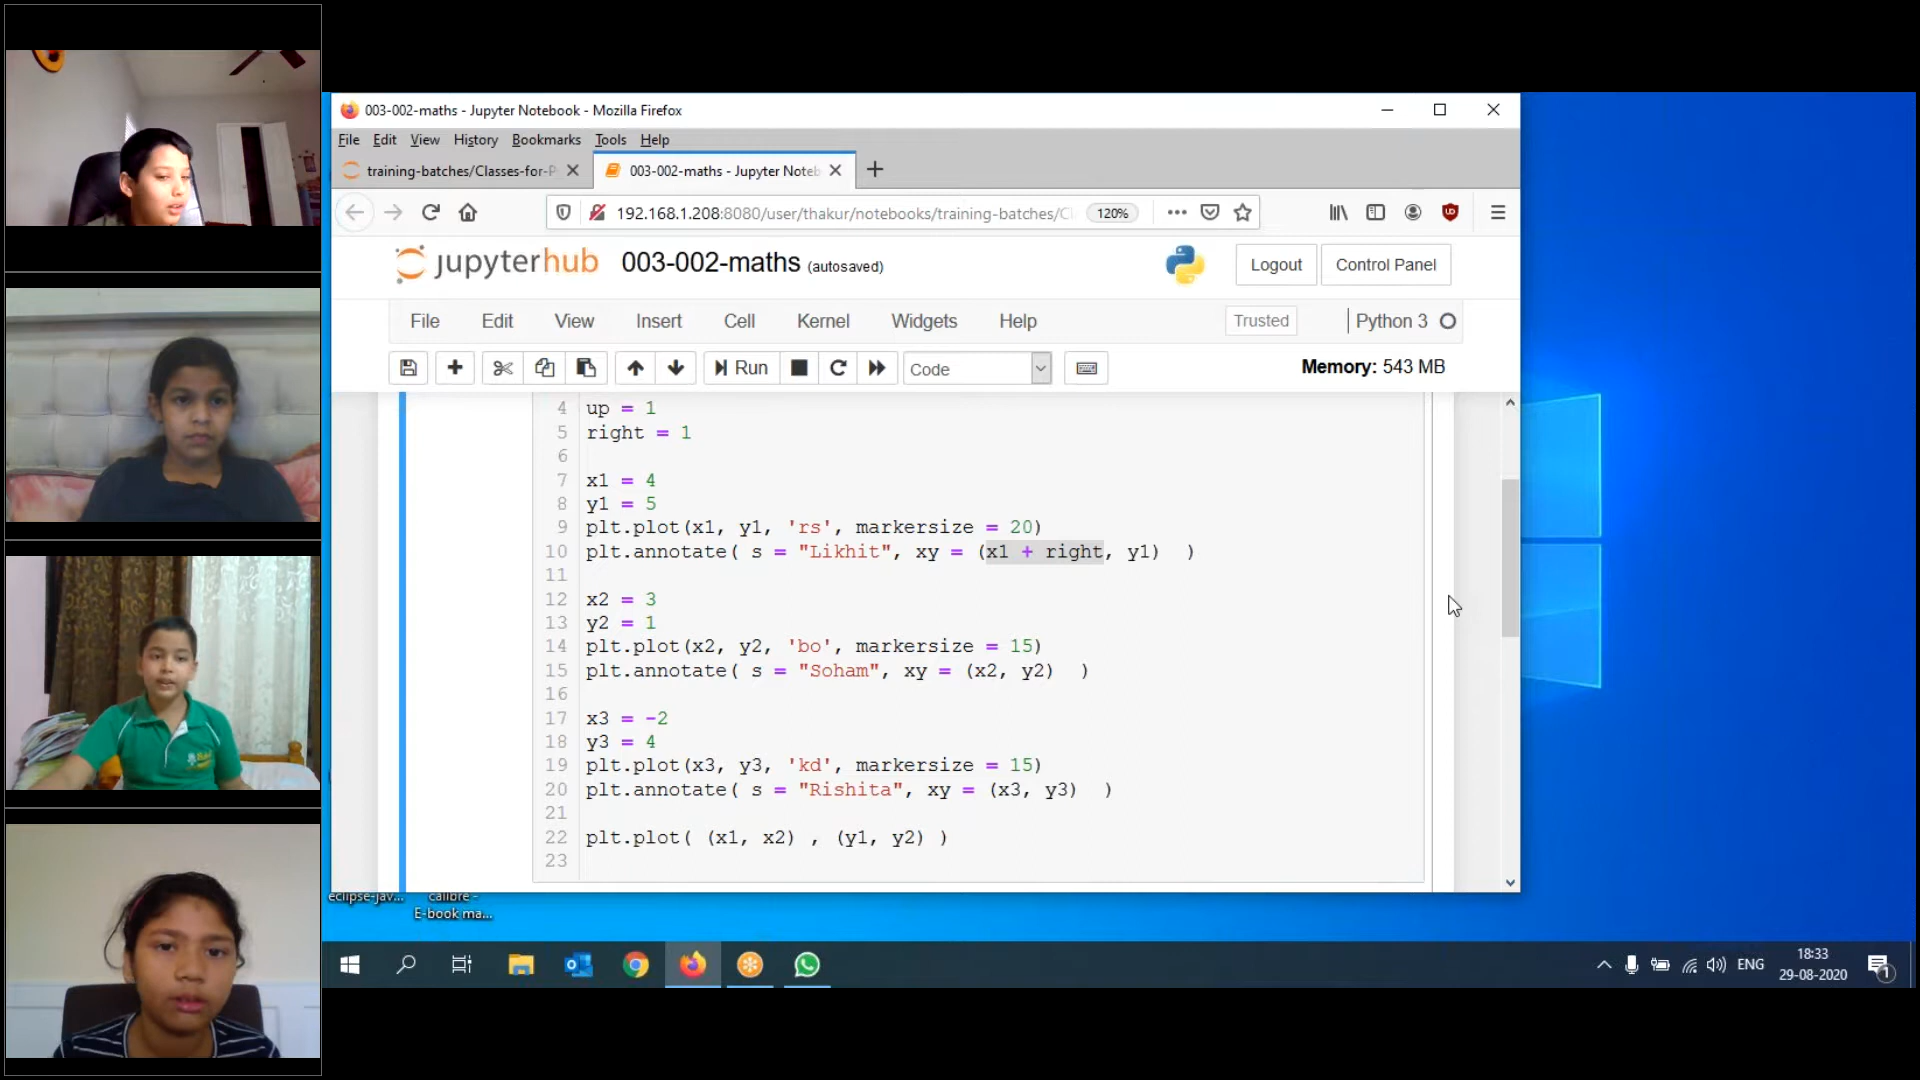 003-002-maths - Jupyter Notebook - Mozilla Firefox
File Edit View History Bookmarks Tools Help
training-batches/Classes-for-P
003-002-maths - Jupyter Noteb
192.168.1.208:8080/user/thakur/notebooks/training-batches/C
120%
jupyterhub 003-002-maths (autosaved)
Logout Control Panel
File Edit View Insert Cell Kernel Widgets Help
Trusted Python 3
Run Code Memory: 543 MB
4 up = 1
5 right = 1
6
7 x1 = 4
8 y1 = 5
9 plt.plot(x1, y1, 'rs', markersize = 20)
10 plt.annotate( s = "Likhit", xy = (x1 + right, y1) )
11
12 x2 = 3
13 y2 = 1
14 plt.plot(x2, y2, 'bo', markersize = 15)
15 plt.annotate( s = "Soham", xy = (x2, y2) )
16
17 x3 = -2
18 y3 = 4
19 plt.plot(x3, y3, 'kd', markersize = 15)
20 plt.annotate( s = "Rishita", xy = (x3, y3) )
21
22 plt.plot( (x1, x2) , (y1, y2) )
23
eclipse-jav... calibre -
E-book ma...
ENG
18:33
29-08-2020
1